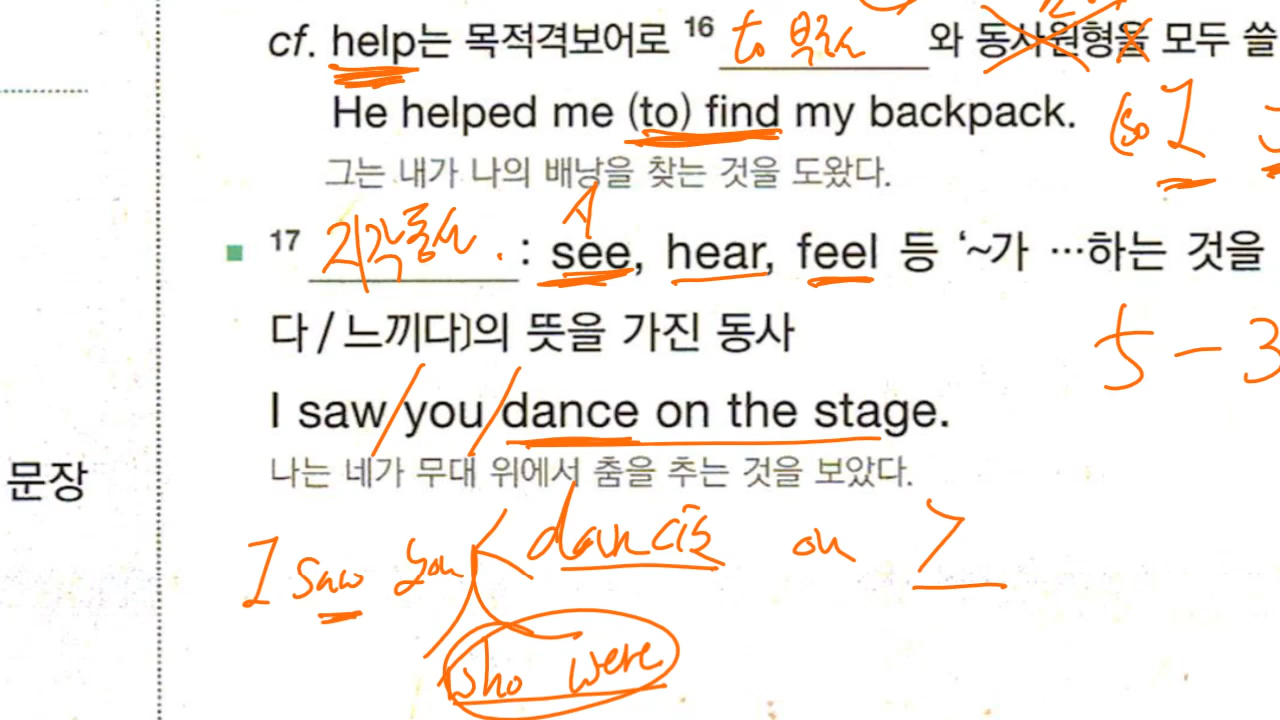 cf. help는 목적격보어로 16 to 부정사 와 동사원형을 모두 쓸
He helped me (to) find my backpack.
그는 내가 나의 배낭을 찾는 것을 도왔다.
17 지각동사 : see, hear, feel 등 ‘~가 …하는 것을
다 / 느끼다)의 뜻을 가진 동사
5-3
I saw you dance on the stage.
나는 네가 무대 위에서 춤을 추는 것을 보았다.
문장
I saw you on
who were